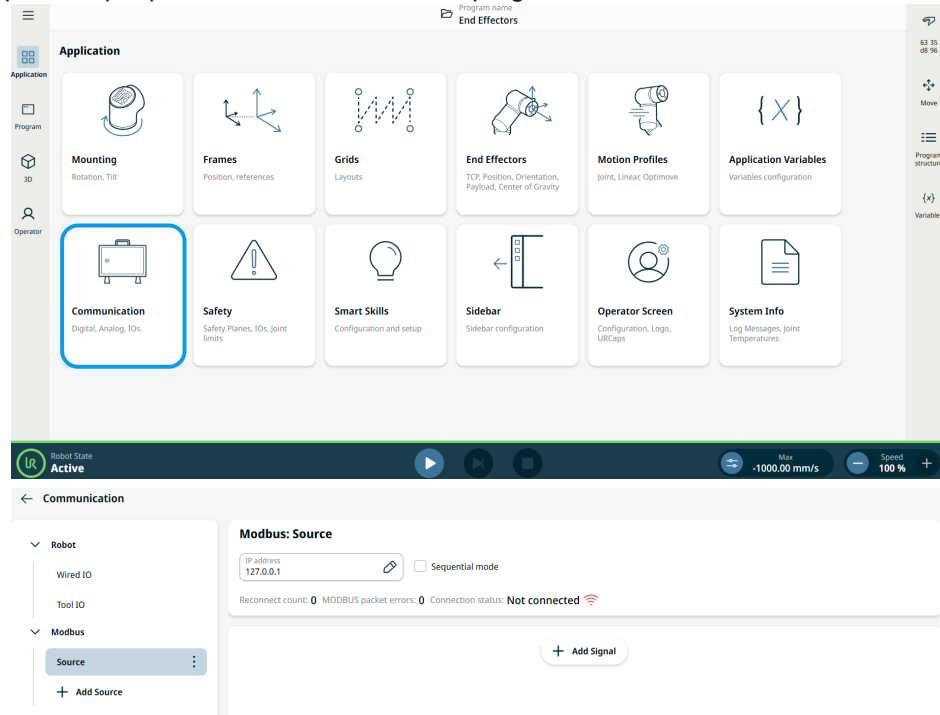 Program name
End Effectors
63 35
d8 96
Application
Application
Move
Program
Program
structure
3D
{x}
Variable
Operator
Mounting
Rotation, Tilt
Frames
Position, references
Grids
Layouts
End Effectors
TCP, Position, Orientation,
Payload, Center of Gravity
Motion Profiles
Joint, Linear, Optimove
{X}
Application Variables
Variables configuration
Communication
Digital, Analog, IOs.
Safety
Safety Planes, IOs, Joint
limits
Smart Skills
Configuration and setup
Sidebar
Sidebar configuration
Operator Screen
Configuration, Logo,
URCaps
System Info
Log Messages, Joint
Temperatures
UR
Robot State
Active
Max
-1000.00 mm/s
Speed
100 %
Communication
Robot
Wired IO
Tool IO
Modbus
Source
Add Source
Modbus: Source
IP address
127.0.0.1
Sequential mode
Reconnect count: 0 MODBUS packet errors: 0 Connection status: Not connected
Add Signal